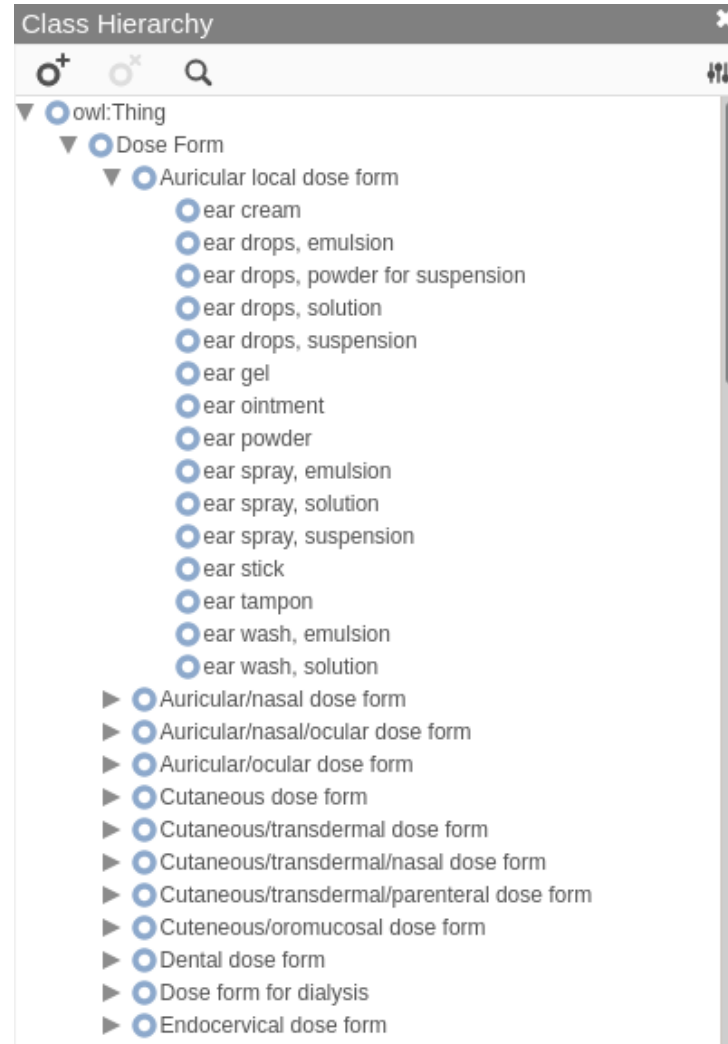 Class Hierarchy
owl:Thing
Dose Form
Auricular local dose form
ear cream
ear drops, emulsion
ear drops, powder for suspension
ear drops, solution
ear drops, suspension
ear gel
ear ointment
ear powder
ear spray, emulsion
ear spray, solution
ear spray, suspension
ear stick
ear tampon
ear wash, emulsion
ear wash, solution
Auricular/nasal dose form
Auricular/nasal/ocular dose form
Auricular/ocular dose form
Cutaneous dose form
Cutaneous/transdermal dose form
Cutaneous/transdermal/nasal dose form
Cutaneous/transdermal/parenteral dose form
Cuteneous/oromucosal dose form
Dental dose form
Dose form for dialysis
Endocervical dose form